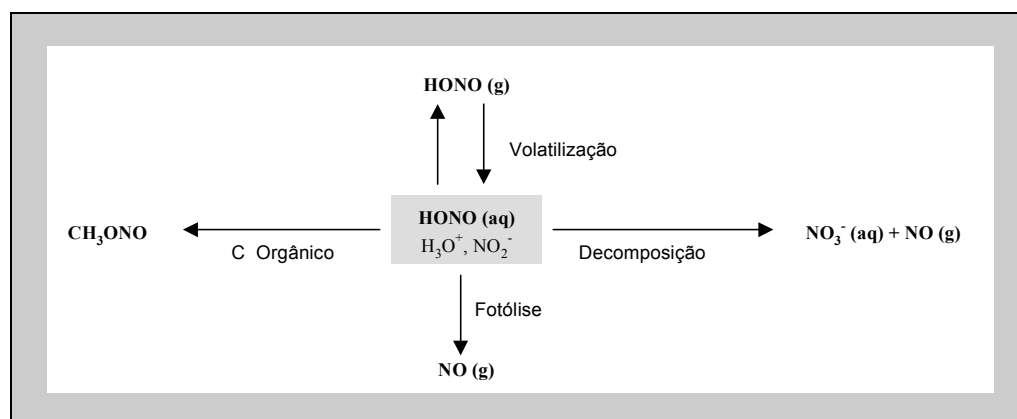 HONO (g)
Volatilização
CH₃ONO
C Orgânico
HONO (aq)
H₃O⁺, NO₂⁻
Decomposição
NO₃⁻ (aq) + NO (g)
Fotólise
NO (g)